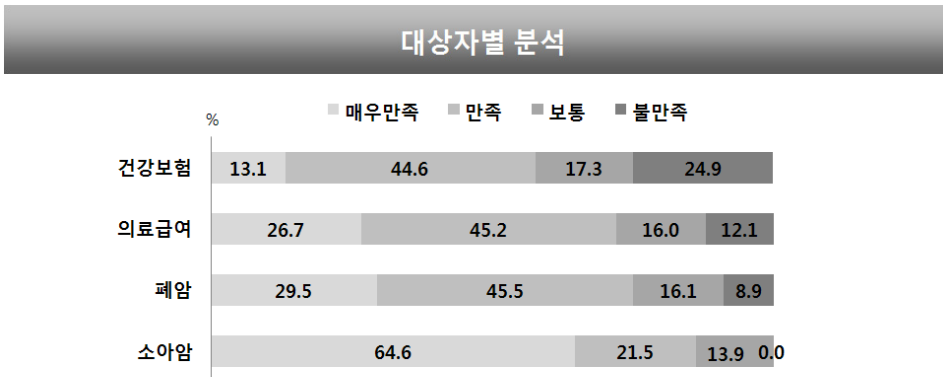 대상자별 분석
%
매우만족 만족 보통 불만족
건강보험 13.1 44.6 17.3 24.9
의료급여 26.7 45.2 16.0 12.1
폐암 29.5 45.5 16.1 8.9
소아암 64.6 21.5 13.9 0.0